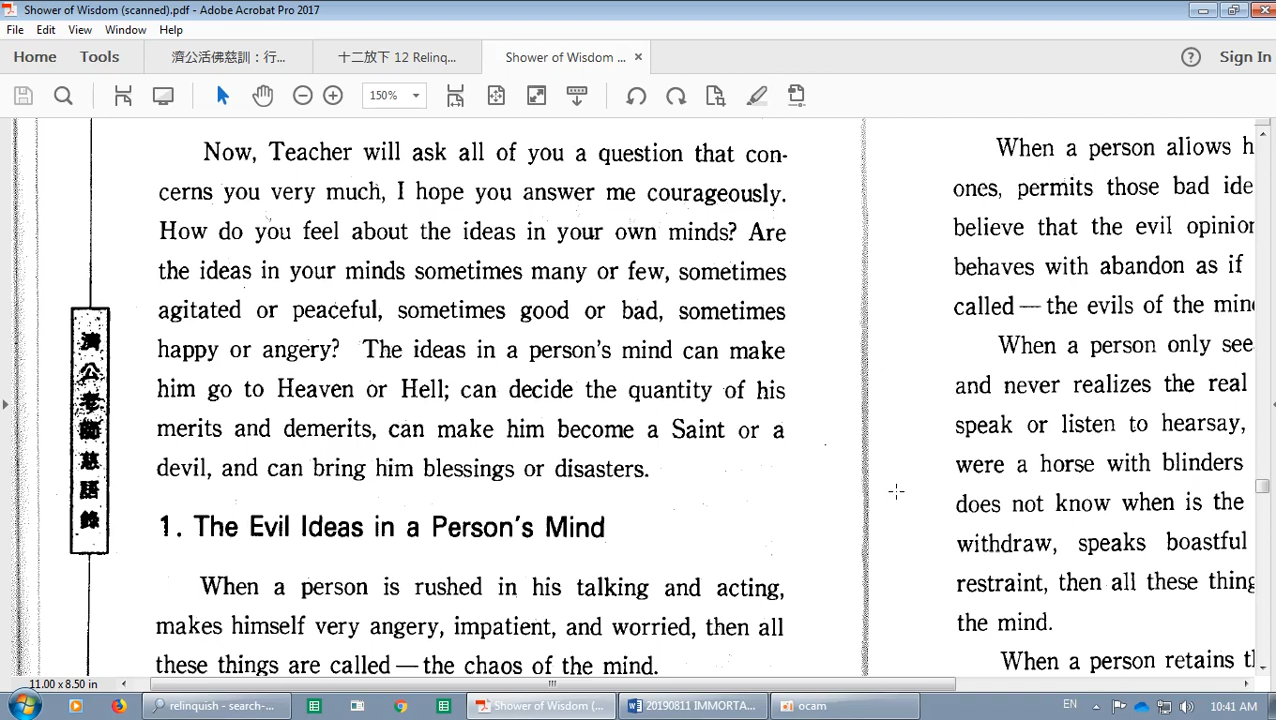 Shower of Wisdom (scanned).pdf - Adobe Acrobat Pro 2017
File Edit View Window Help
Home Tools 濟公活佛慈訓：行... 十二放下 12 Relinq... Shower of Wisdom ... × Sign In
150%
Now, Teacher will ask all of you a question that con-
cerns you very much, I hope you answer me courageously.
How do you feel about the ideas in your own minds? Are
the ideas in your minds sometimes many or few, sometimes
agitated or peaceful, sometimes good or bad, sometimes
happy or angery? The ideas in a person's mind can make
him go to Heaven or Hell; can decide the quantity of his
merits and demerits, can make him become a Saint or a
devil, and can bring him blessings or disasters.
1. The Evil Ideas in a Person's Mind
When a person is rushed in his talking and acting,
makes himself very angery, impatient, and worried, then all
these things are called—the chaos of the mind.
濟公老師慈語錄
When a person allows h
ones, permits those bad ide
believe that the evil opinion
behaves with abandon as if
called—the evils of the min
When a person only see
and never realizes the real
speak or listen to hearsay,
were a horse with blinders
does not know when is the
withdraw, speaks boastful
restraint, then all these thing
the mind.
When a person retains t
11.00 x 8.50 in
relinquish - search-... Shower of Wisdom (... 20190811 IMMORTA... ocam EN 10:41 AM